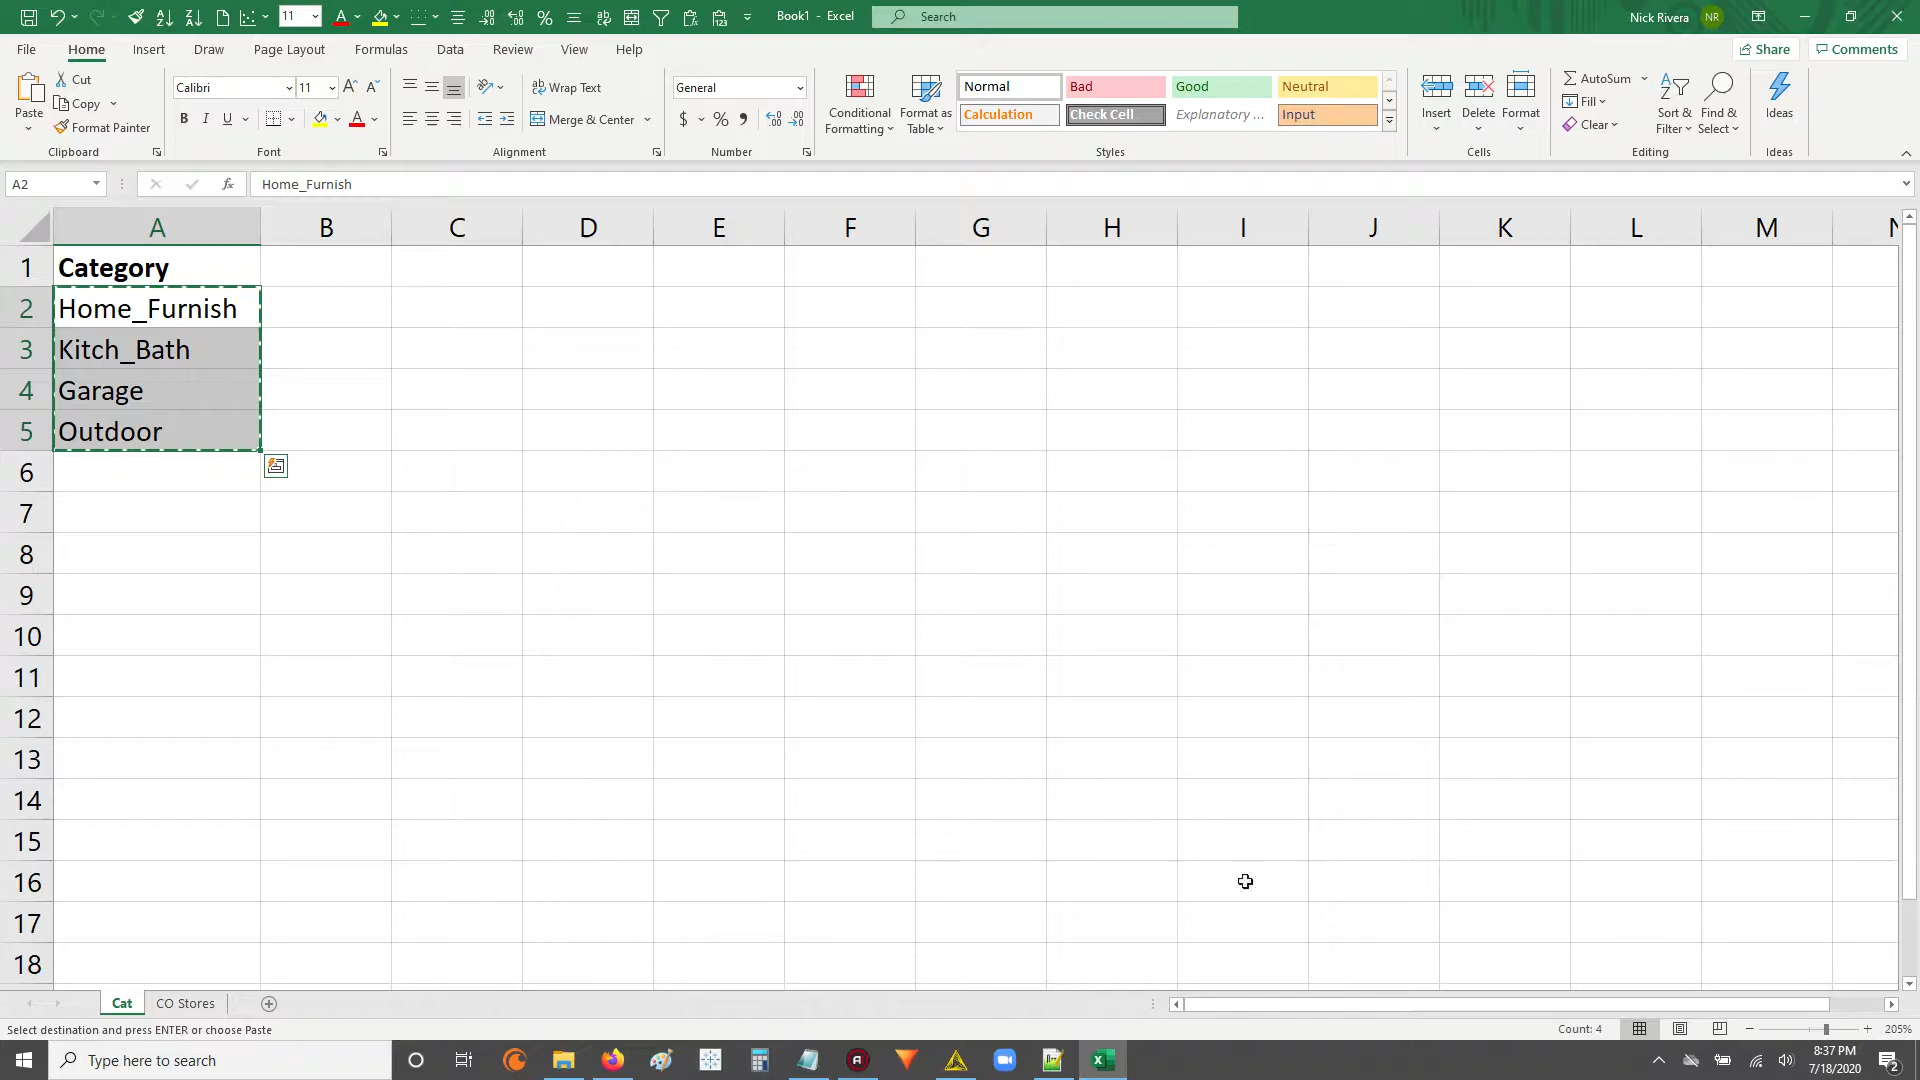 11 Book1 - Excel Search Nick Rivera NR
File Home Insert Draw Page Layout Formulas Data Review View Help Share Comments
Paste Cut Copy Format Painter Clipboard
Calibri 11 B I U Font
Wrap Text Merge & Center Alignment
General $ % Number
Conditional Formatting Format as Table Normal Bad Good Neutral
Calculation Check Cell Explanatory ... Input Styles
Insert Delete Format Cells
AutoSum Fill Clear Sort & Filter Find & Select Editing
Ideas Ideas
A2 fx Home_Furnish
A B C D E F G H I J K L M N
1 Category
2 Home_Furnish
3 Kitch_Bath
4 Garage
5 Outdoor
6
7
8
9
10
11
12
13
14
15
16
17
18
Cat CO Stores
Select destination and press ENTER or choose Paste Count: 4 205%
Type here to search 8:37 PM
7/18/2020 2